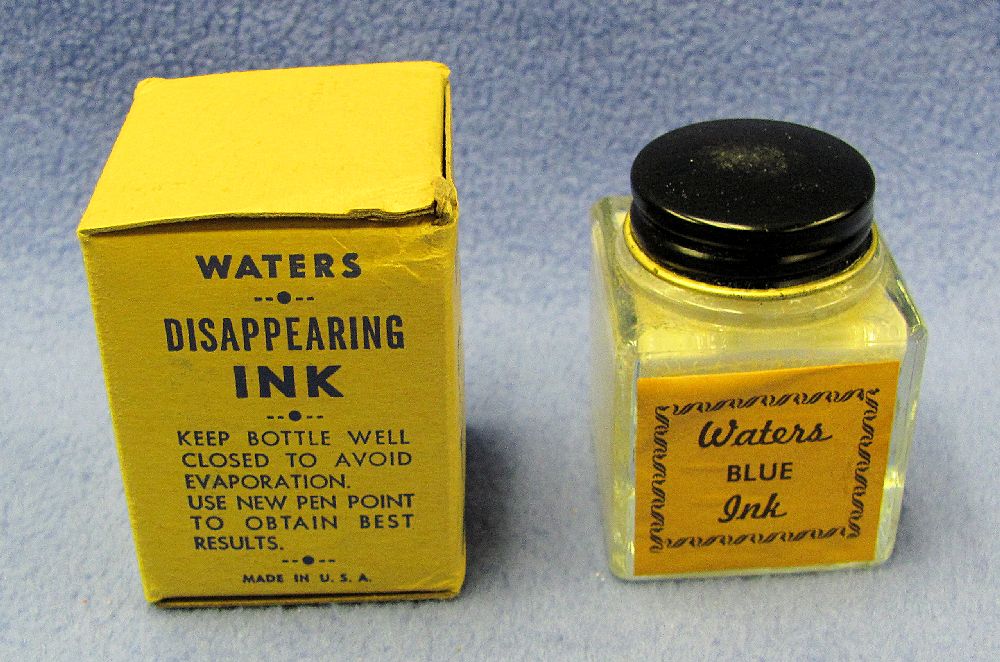 WATERS
DISAPPEARING
INK
KEEP BOTTLE WELL
CLOSED TO AVOID
EVAPORATION.
USE NEW PEN POINT
TO OBTAIN BEST
RESULTS.
MADE IN U.S.A.
Waters
BLUE
Ink